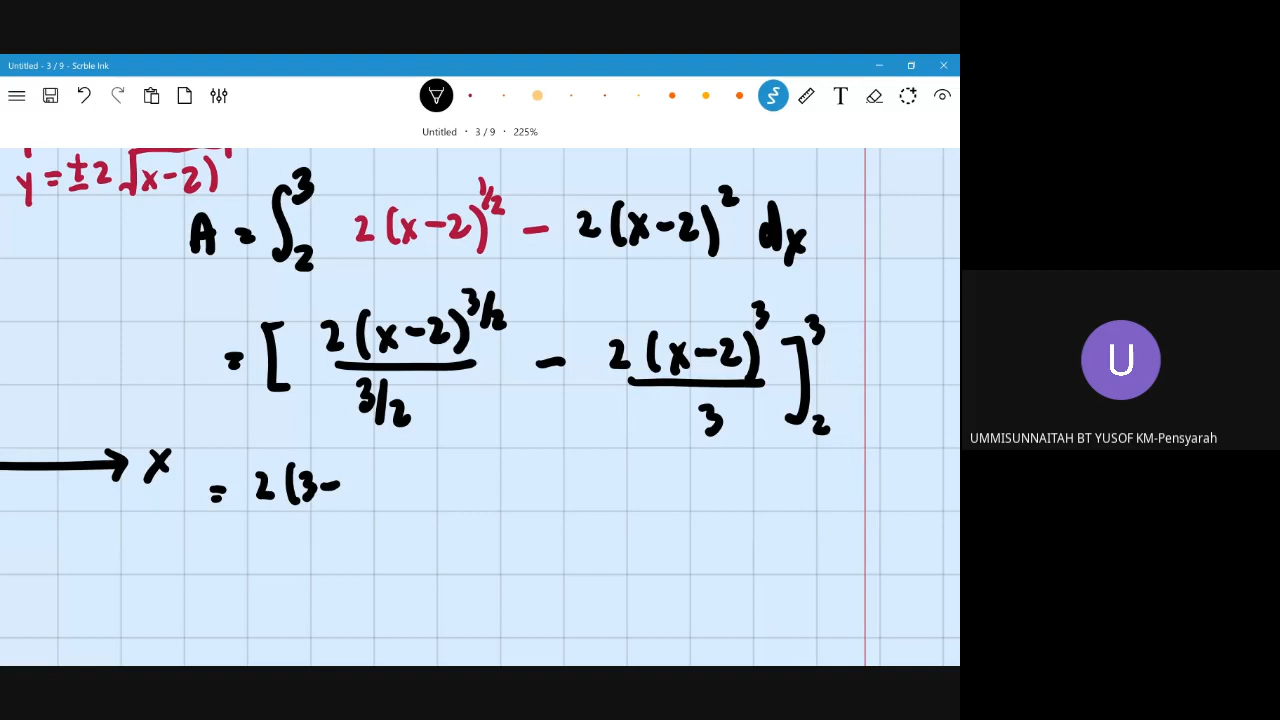 Untitled - 3 / 9 - Scrble Ink
Untitled • 3 / 9 • 225%
y = ±2 √(x-2)
A = ∫₂³ 2(x-2)^1/2 - 2(x-2)² dx
= [ 2(x-2)^3/2 / 3/2 - 2(x-2)³ / 3 ]₂³
x
= 2(3-
UMMISUNNAITAH BT YUSOF KM-Pensyarah
U
T